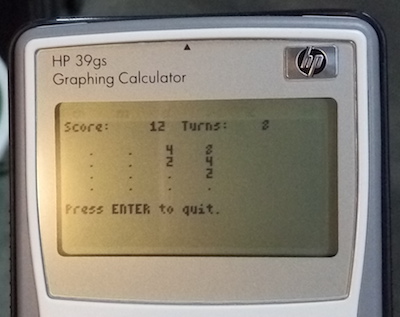 HP 39gs
Graphing Calculator
hp
Score: 12 Turns: 8
. . 4 8
. . 2 4
. . . 2
. . . .
Press ENTER to quit.